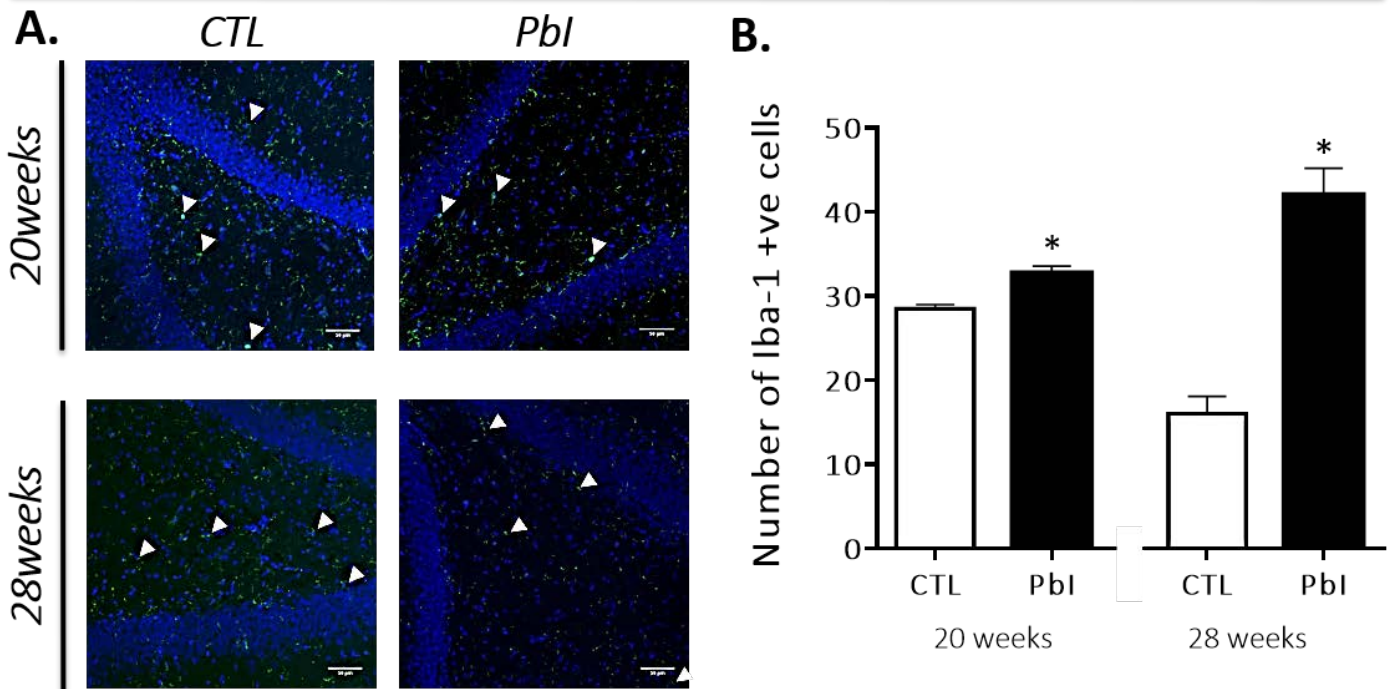 A.
CTL
PbI
20weeks
28weeks
B.
Number of Iba-1 +ve cells
50
40
30
20
10
0
*
*
CTL
PbI
CTL
PbI
20 weeks
28 weeks